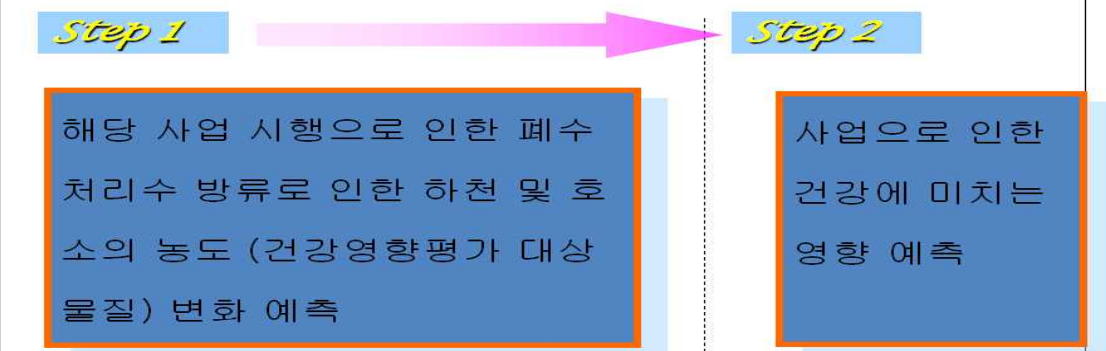 Step 1
해당 사업 시행으로 인한 폐수
처리수 방류로 인한 하천 및 호
소의 농도 (건강영향평가 대상
물질) 변화 예측
Step 2
사업으로 인한
건강에 미치는
영향 예측